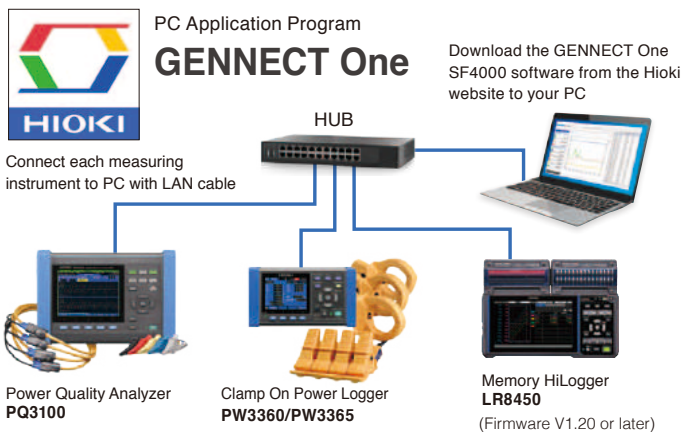 HIOKI
PC Application Program
GENNECT One
Download the GENNECT One
SF4000 software from the Hioki
website to your PC
HUB
Connect each measuring
instrument to PC with LAN cable
Power Quality Analyzer
PQ3100
Clamp On Power Logger
PW3360/PW3365
Memory HiLogger
LR8450
(Firmware V1.20 or later)